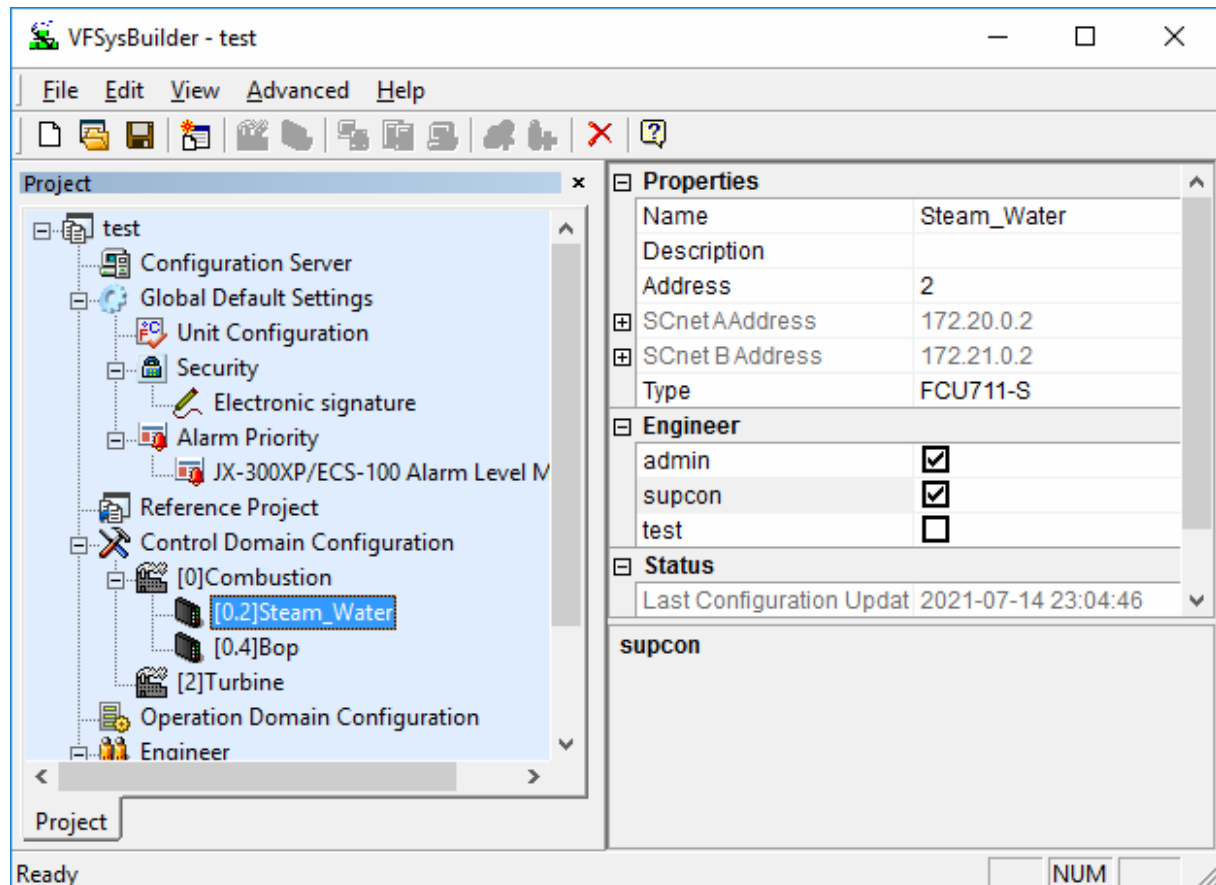 VFSysBuilder - test
File Edit View Advanced Help
Project
test
Configuration Server
Global Default Settings
Unit Configuration
Security
Electronic signature
Alarm Priority
JX-300XP/ECS-100 Alarm Level M
Reference Project
Control Domain Configuration
[0]Combustion
[0.2]Steam_Water
[0.4]Bop
[2]Turbine
Operation Domain Configuration
Engineer
Project
Properties
Name Steam_Water
Description
Address 2
SCnet A Address 172.20.0.2
SCnet B Address 172.21.0.2
Type FCU711-S
Engineer
admin
supcon
test
Status
Last Configuration Updat 2021-07-14 23:04:46
supcon
Ready NUM